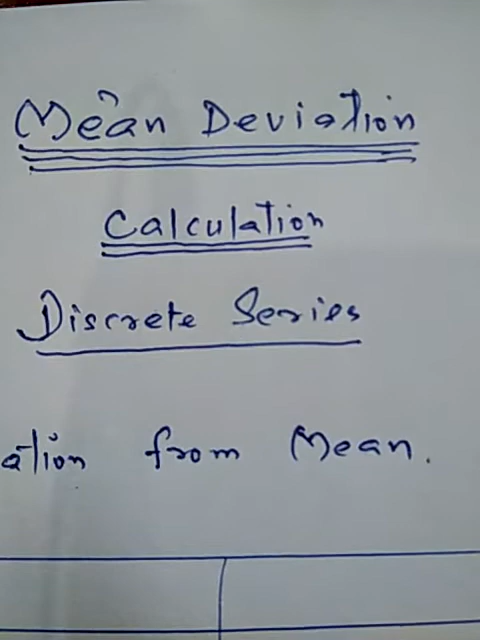 Mean Deviation
Calculation
Discrete Series
ation from Mean.